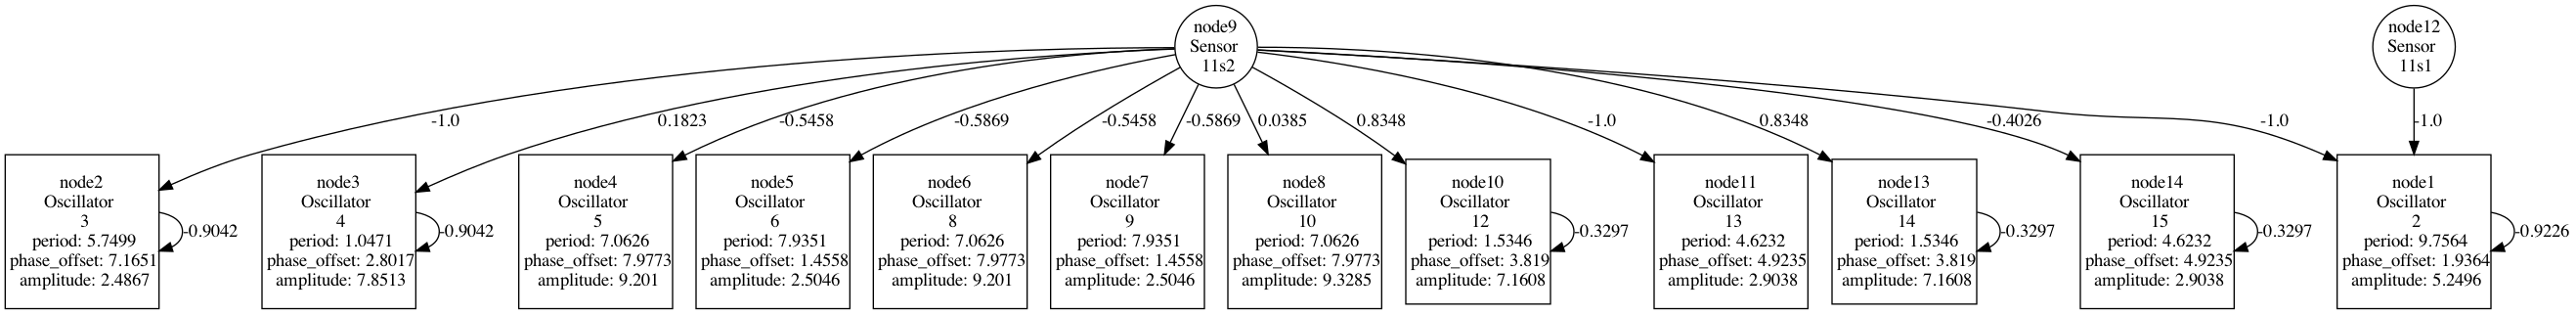 node9
Sensor
11s2
node12
Sensor
11s1
-1.0
0.1823
-0.5458
-0.5869
-0.5458
-0.5869
0.0385
0.8348
-1.0
0.8348
-0.4026
-1.0
-1.0
node2
Oscillator
3
period: 5.7499
phase_offset: 7.1651
amplitude: 2.4867
-0.9042
node3
Oscillator
4
period: 1.0471
phase_offset: 2.8017
amplitude: 7.8513
-0.9042
node4
Oscillator
5
period: 7.0626
phase_offset: 7.9773
amplitude: 9.201
node5
Oscillator
6
period: 7.9351
phase_offset: 1.4558
amplitude: 2.5046
node6
Oscillator
8
period: 7.0626
phase_offset: 7.9773
amplitude: 9.201
node7
Oscillator
9
period: 7.9351
phase_offset: 1.4558
amplitude: 2.5046
node8
Oscillator
10
period: 7.0626
phase_offset: 7.9773
amplitude: 9.3285
node10
Oscillator
12
period: 1.5346
phase_offset: 3.819
amplitude: 7.1608
-0.3297
node11
Oscillator
13
period: 4.6232
phase_offset: 4.9235
amplitude: 2.9038
node13
Oscillator
14
period: 1.5346
phase_offset: 3.819
amplitude: 7.1608
-0.3297
node14
Oscillator
15
period: 4.6232
phase_offset: 4.9235
amplitude: 2.9038
-0.3297
node1
Oscillator
2
period: 9.7564
phase_offset: 1.9364
amplitude: 5.2496
-0.9226